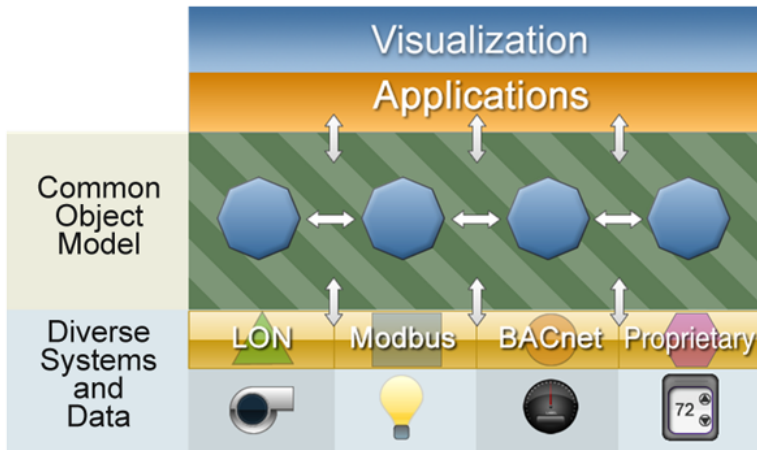 Visualization
Applications
Common
Object
Model
Diverse
Systems
and
Data
LON
Modbus
BACnet
Proprietary
72